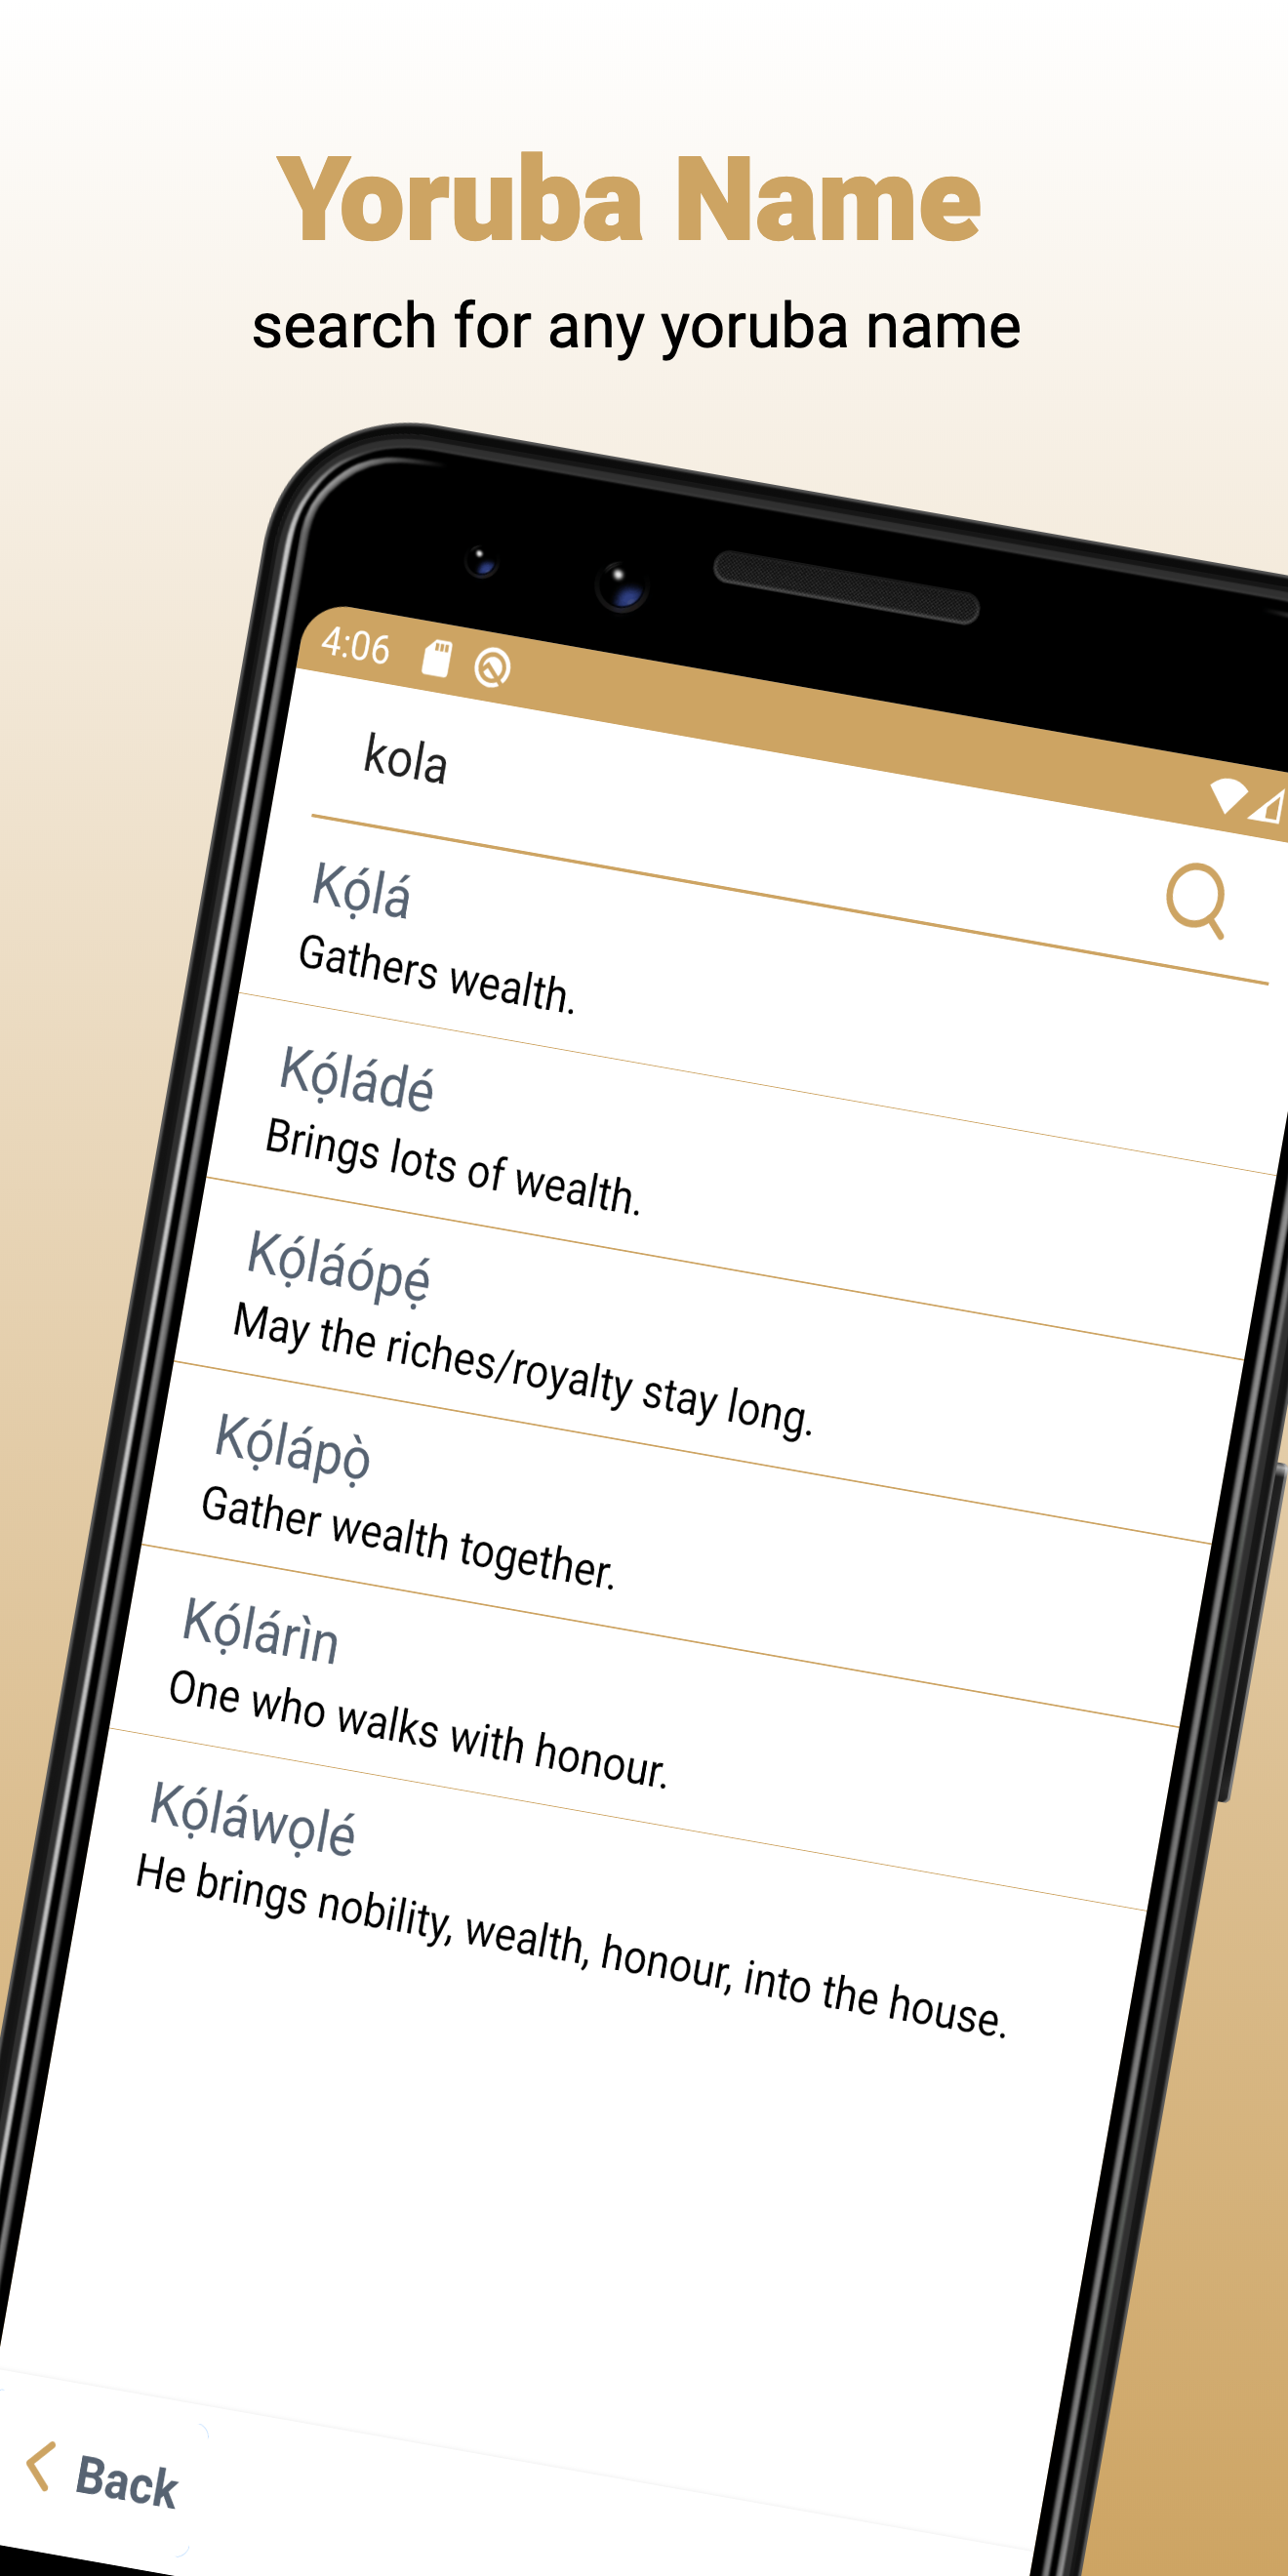 Yoruba Name
search for any yoruba name
4:06
kola
Kọ́lá
Gathers wealth.
Kọ́ládé
Brings lots of wealth.
Kọ́láópẹ́
May the riches/royalty stay long.
Kọ́lápọ̀
Gather wealth together.
Kọ́lárìn
One who walks with honour.
Kọ́láwọlé
He brings nobility, wealth, honour, into the house.
Back